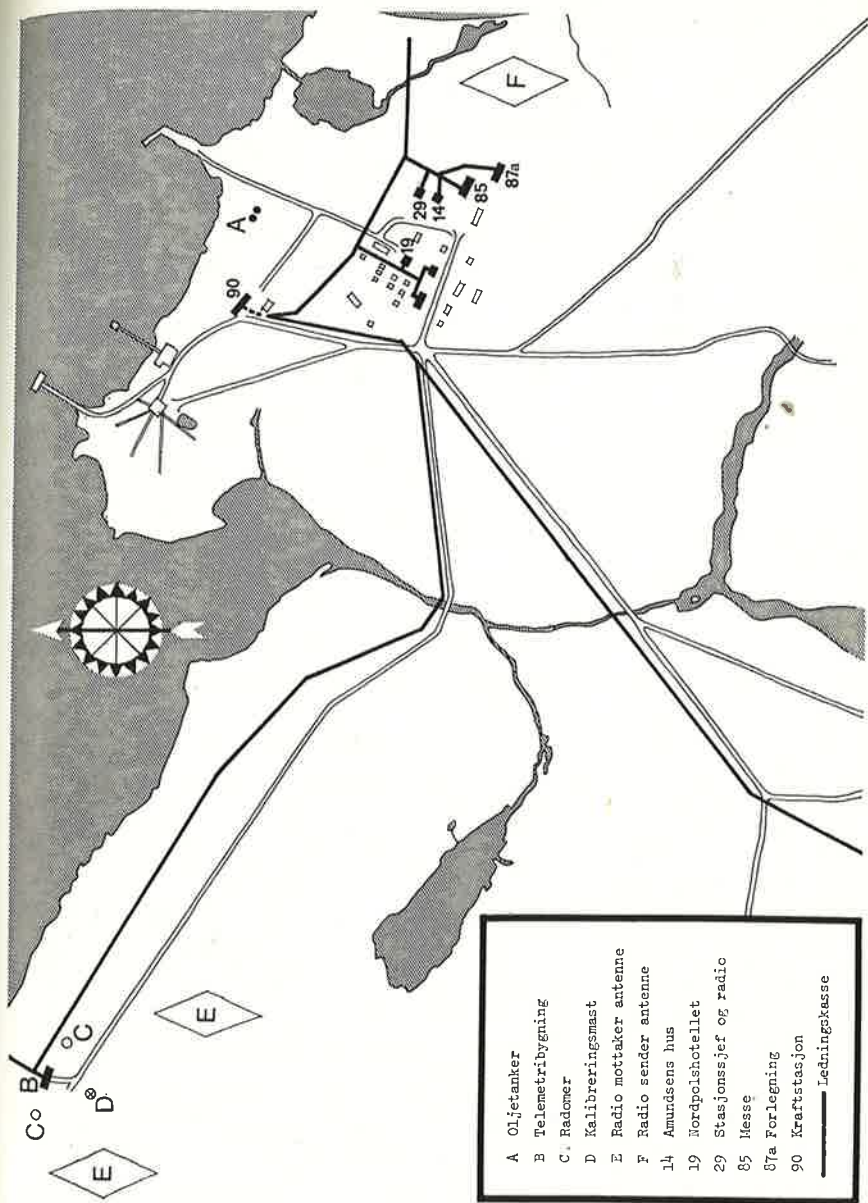 C
B
C
D
E
E
90
A
19
29
14
85
87a
F
A Oljetanker
B Telemetribygning
C. Radomer
D Kalibreringsmast
E Radio mottaker antenne
F Radio sender antenne
14 Amundsens hus
19 Nordpolshotellet
29 Stasjonssjef og radio
85 Messe
87a Forlegning
90 Kraftstasjon
Ledningskasse